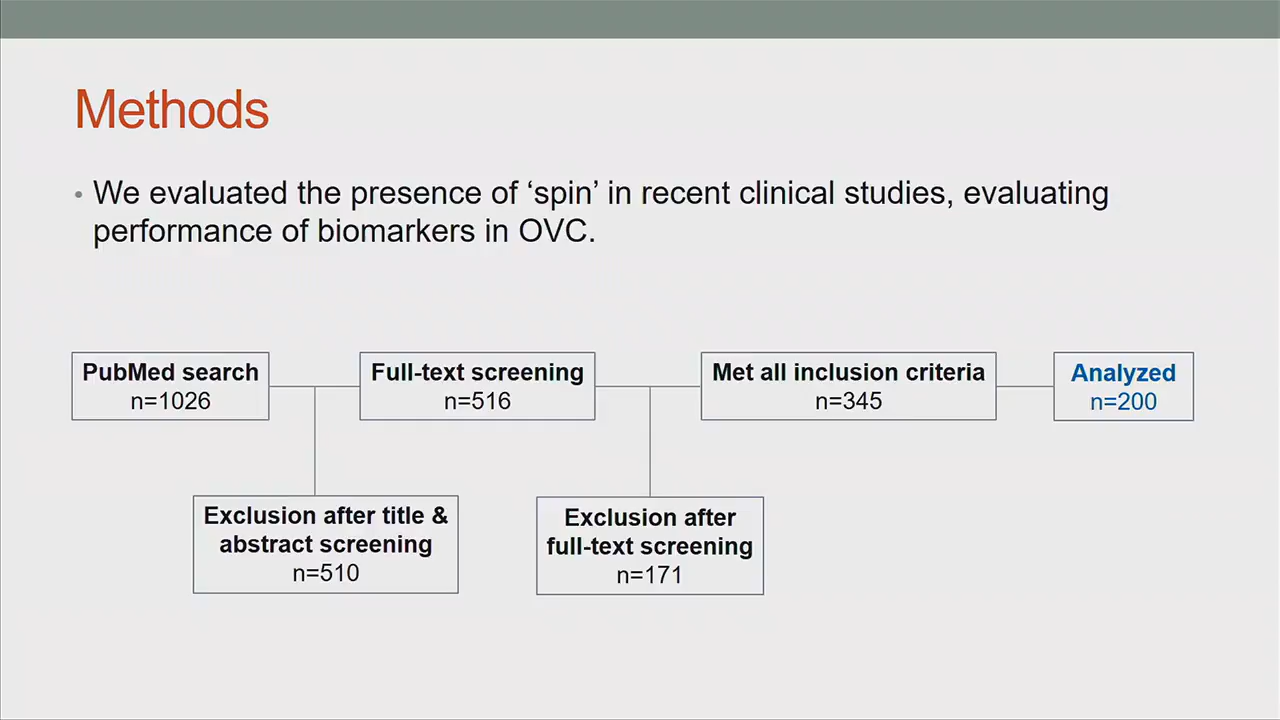 Methods
• We evaluated the presence of ‘spin’ in recent clinical studies, evaluating
performance of biomarkers in OVC.
PubMed search
n=1026
Full-text screening
n=516
Met all inclusion criteria
n=345
Analyzed
n=200
Exclusion after title &
abstract screening
n=510
Exclusion after
full-text screening
n=171